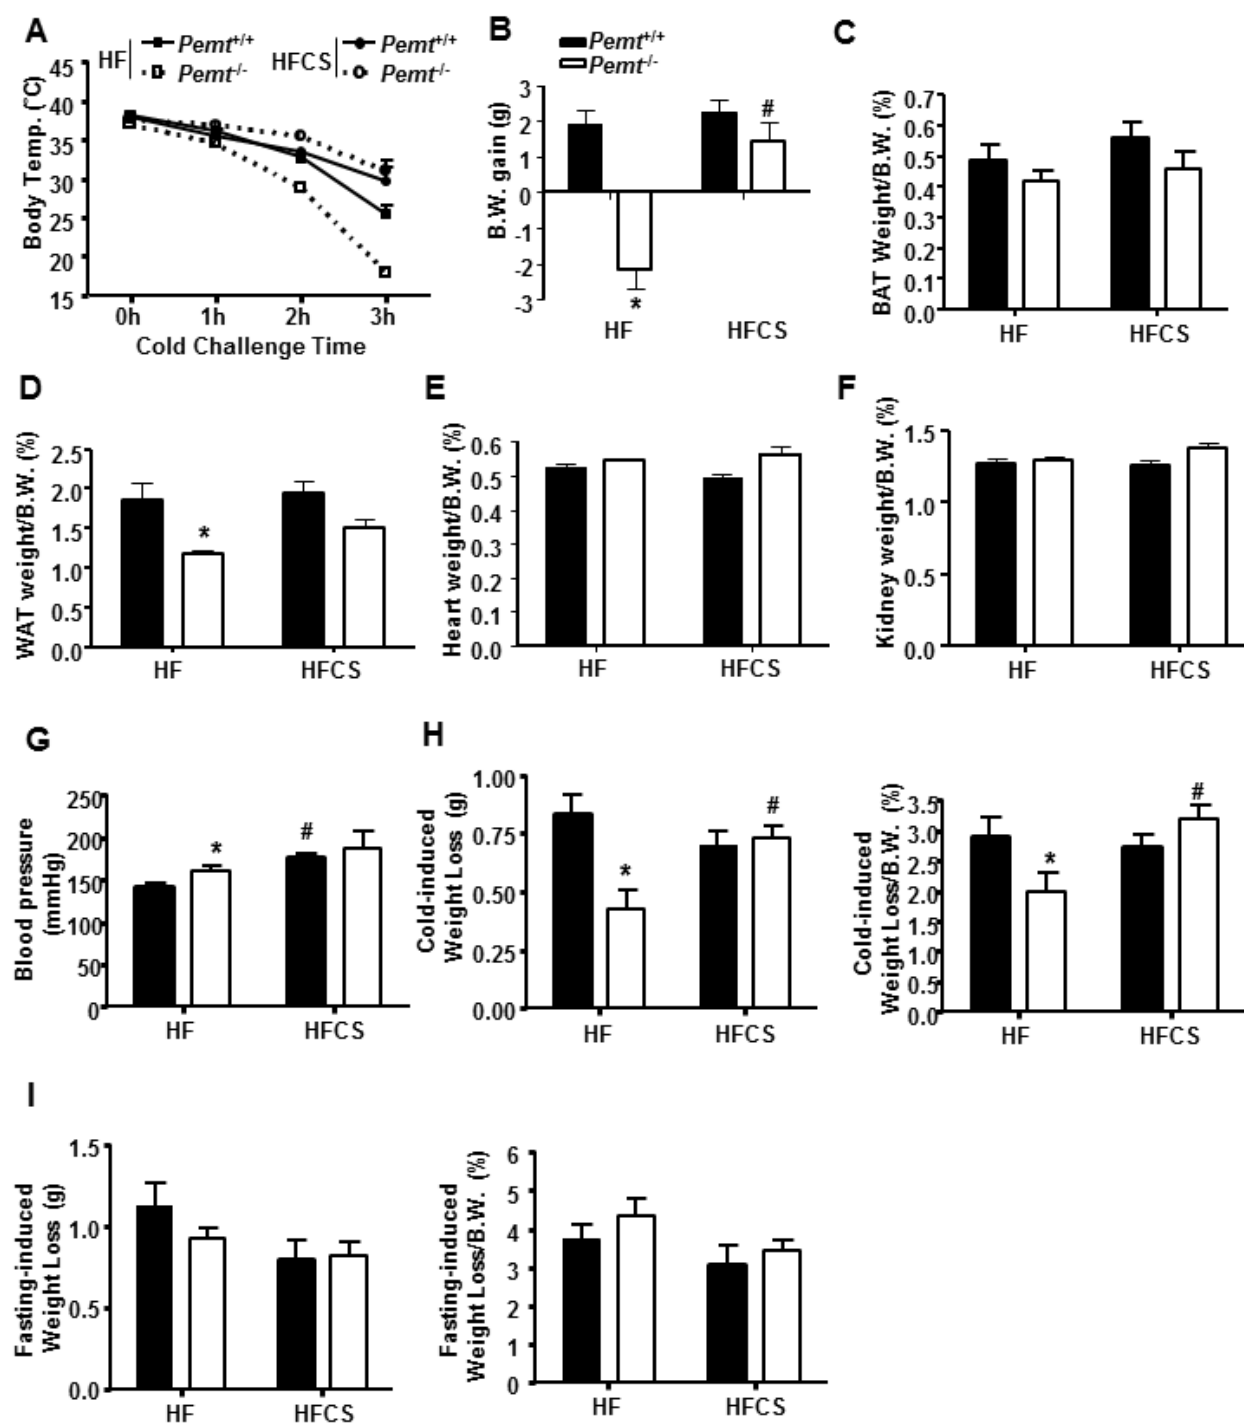 A
HF
Pemt+/+
Pemt-/-
HFCS
Pemt+/+
Pemt-/-
Body Temp. (°C)
45
40
35
30
25
20
15
0h 1h 2h 3h
Cold Challenge Time
B
Pemt+/+
Pemt-/-
B.W. gain (g)
3
2
1
0
-1
-2
-3
#
*
HF HFCS
C
BAT Weight/B.W. (%)
0.7
0.6
0.5
0.4
0.3
0.2
0.1
0.0
HF HFCS
D
WAT weight/B.W. (%)
2.5
2.0
1.5
1.0
0.5
0.0
*
HF HFCS
E
Heart weight/B.W. (%)
0.6
0.5
0.4
0.3
0.2
0.1
0.0
HF HFCS
F
Kidney weight/B.W. (%)
1.5
1.0
0.5
0.0
HF HFCS
G
Blood pressure
(mmHg)
250
200
150
100
50
0
*
#
HF HFCS
H
Cold-induced
Weight Loss (g)
1.00
0.75
0.50
0.25
0.00
*
#
HF HFCS
Cold-induced
Weight Loss/B.W. (%)
3.5
3.0
2.5
2.0
1.5
1.0
0.5
0.0
*
#
HF HFCS
I
Fasting-induced
Weight Loss (g)
1.5
1.0
0.5
0.0
HF HFCS
Fasting-induced
Weight Loss/B.W. (%)
6
5
4
3
2
1
0
HF HFCS